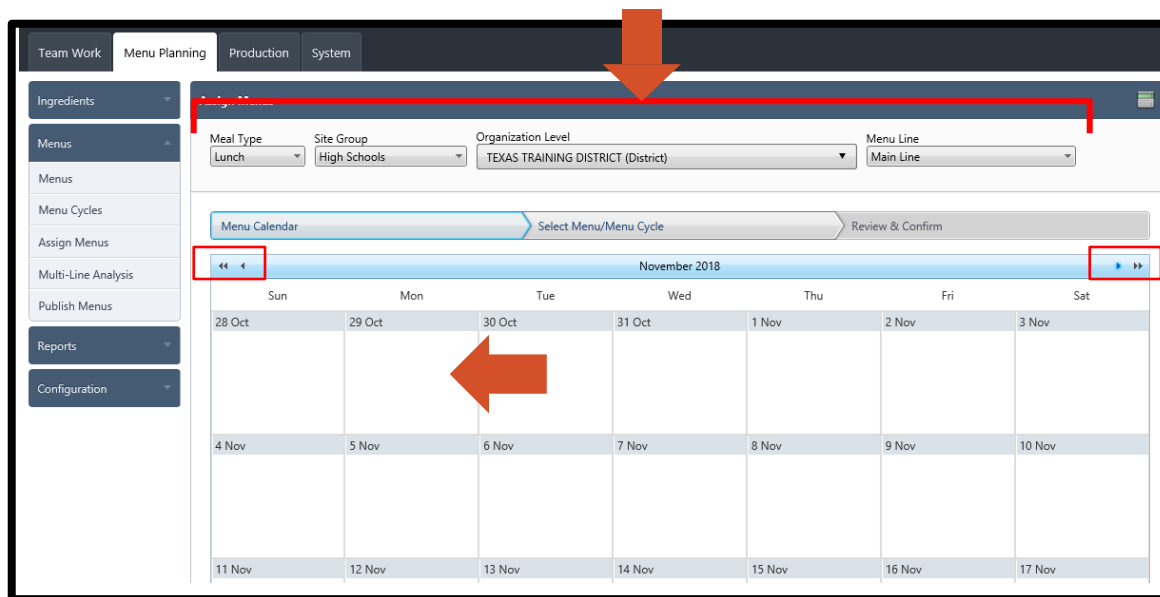 Team Work Menu Planning Production System
Ingredients
Assign Menus
Menus
Meal Type Site Group Organization Level Menu Line
Lunch High Schools TEXAS TRAINING DISTRICT (District) Main Line
Menus
Menu Cycles
Assign Menus
Multi-Line Analysis
Publish Menus
Reports
Configuration
Menu Calendar Select Menu/Menu Cycle Review & Confirm
November 2018
Sun Mon Tue Wed Thu Fri Sat
28 Oct 29 Oct 30 Oct 31 Oct 1 Nov 2 Nov 3 Nov
4 Nov 5 Nov 6 Nov 7 Nov 8 Nov 9 Nov 10 Nov
11 Nov 12 Nov 13 Nov 14 Nov 15 Nov 16 Nov 17 Nov